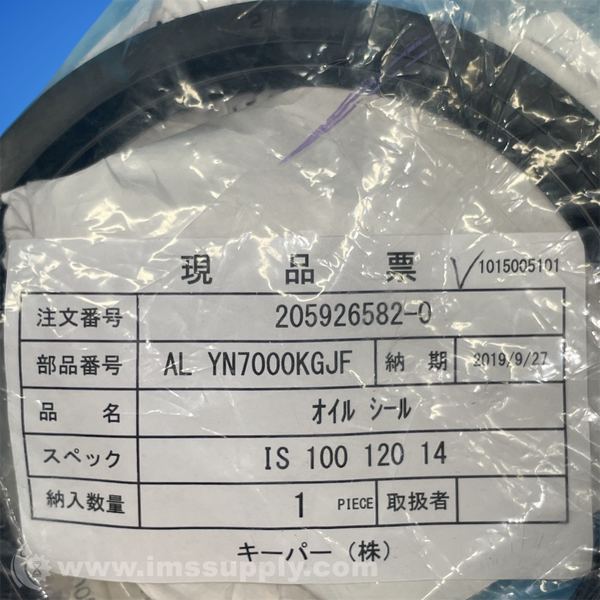 現 品 票 1015005101
注文番号 205926582-0
部品番号 AL YN7000KGJF 納 期 2019/9/27
品 名 オイル シール
スペック IS 100 120 14
納入数量 1 PIECE 取扱者
キーパー(株)
www.imssupply.com